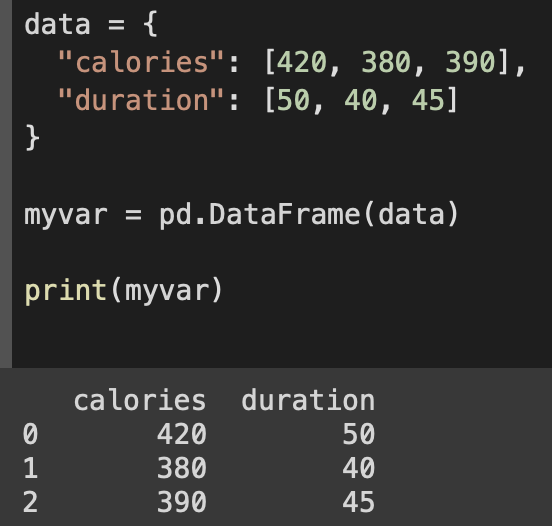 data = {
  "calories": [420, 380, 390],
  "duration": [50, 40, 45]
}
myvar = pd.DataFrame(data)
print(myvar)
   calories  duration
0       420        50
1       380        40
2       390        45